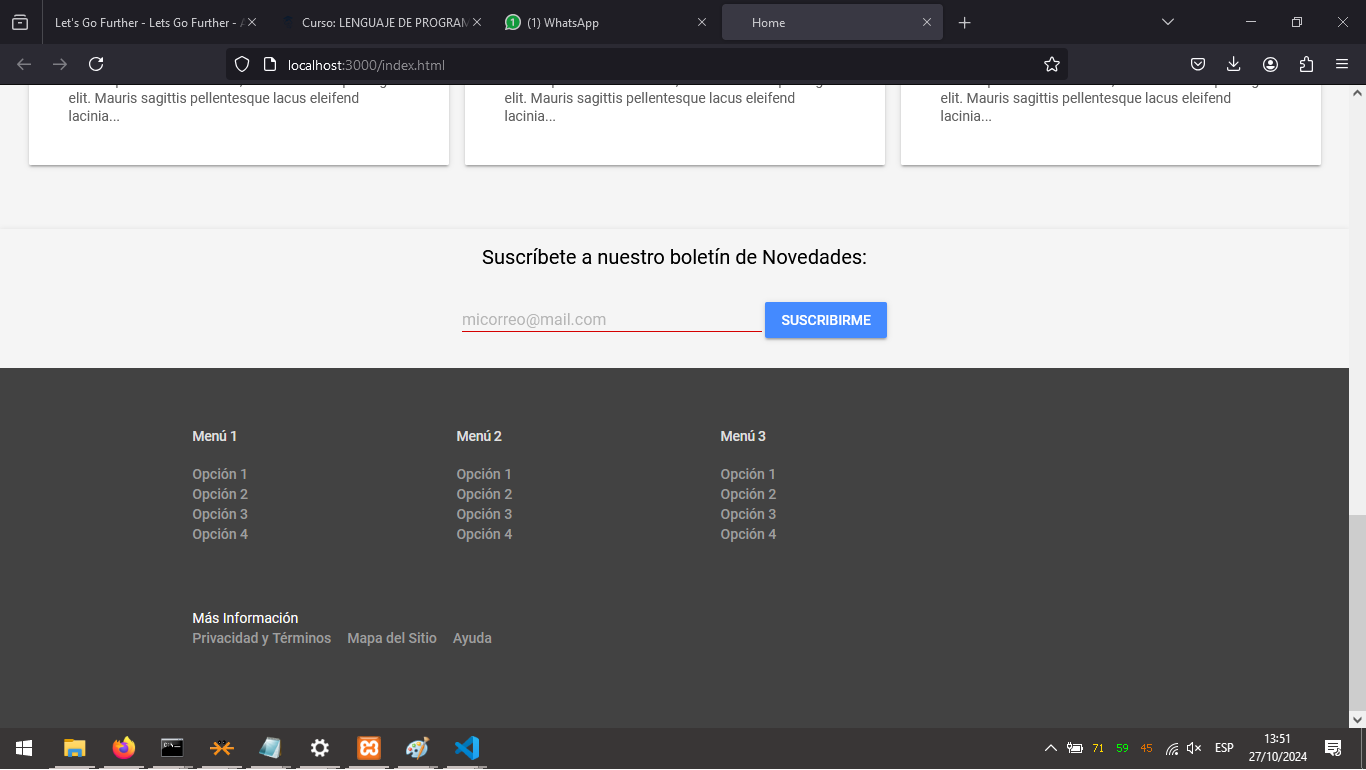 Let's Go Further - Lets Go Further -
Curso: LENGUAJE DE PROGRAM
(1) WhatsApp
Home
localhost:3000/index.html
elit. Mauris sagittis pellentesque lacus eleifend
lacinia...
elit. Mauris sagittis pellentesque lacus eleifend
lacinia...
elit. Mauris sagittis pellentesque lacus eleifend
lacinia...
Suscríbete a nuestro boletín de Novedades:
micorreo@mail.com
SUSCRIBIRME
Menú 1
Opción 1
Opción 2
Opción 3
Opción 4
Menú 2
Opción 1
Opción 2
Opción 3
Opción 4
Menú 3
Opción 1
Opción 2
Opción 3
Opción 4
Más Información
Privacidad y Términos Mapa del Sitio Ayuda
71 59 45 ESP
13:51
27/10/2024